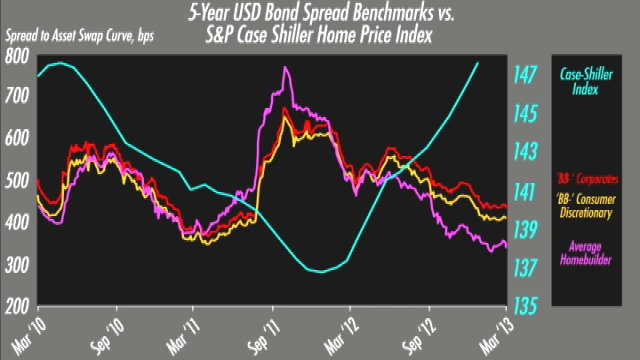 5-Year USD Bond Spread Benchmarks vs.
S&P Case Shiller Home Price Index
Spread to Asset Swap Curve, bps
800
700
600
500
400
300
200
147
145
143
141
139
137
135
Mar '10
Sep '10
Mar '11
Sep '11
Mar '12
Sep '12
Mar '13
Case-Shiller
Index
'BB-' Corporates
'BB-' Consumer
Discretionary
Average
Homebuilder